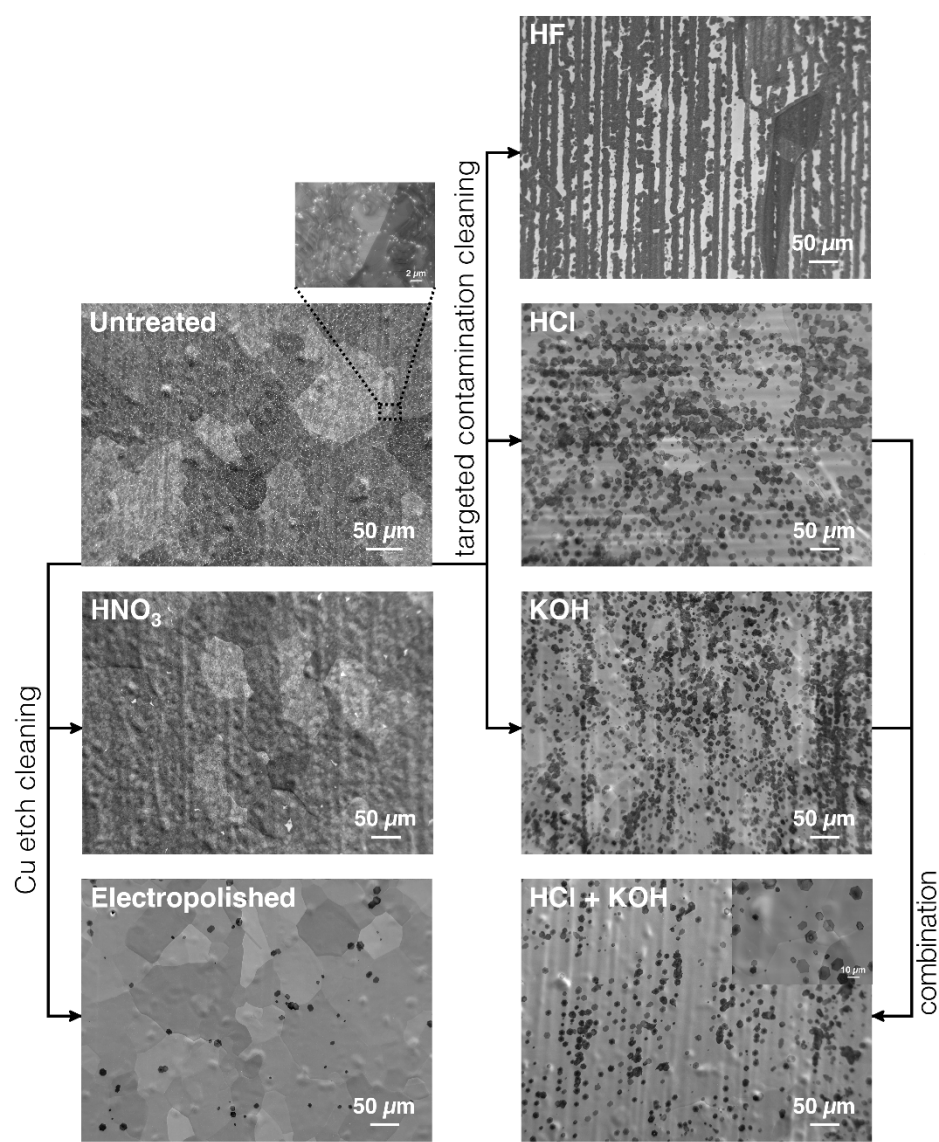 HF
50 µm
targeted contamination cleaning
2 µm
Untreated
50 µm
HCl
50 µm
HNO₃
50 µm
KOH
50 µm
Cu etch cleaning
Electropolished
50 µm
HCl + KOH
10 µm
50 µm
combination